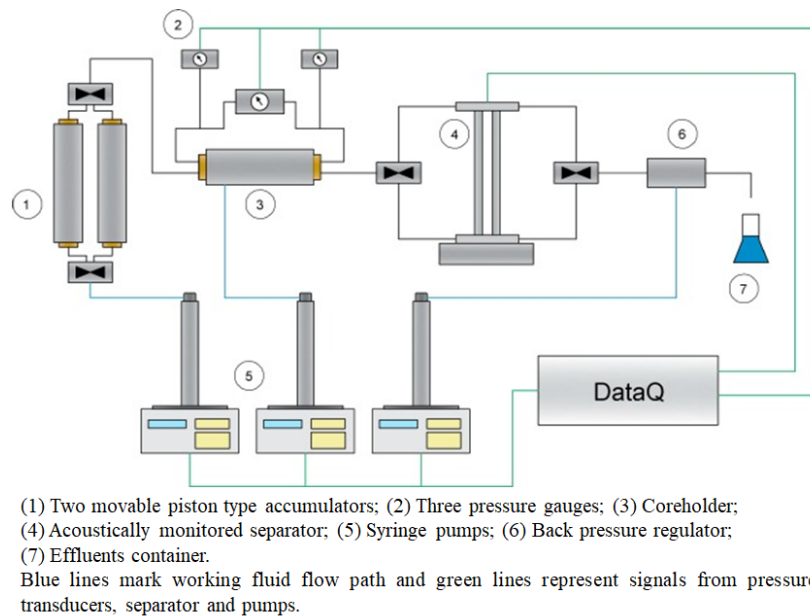 2
1
3
4
6
7
5
DataQ
(1) Two movable piston type accumulators; (2) Three pressure gauges; (3) Coreholder;
(4) Acoustically monitored separator; (5) Syringe pumps; (6) Back pressure regulator;
(7) Effluents container.
Blue lines mark working fluid flow path and green lines represent signals from pressure
transducers, separator and pumps.